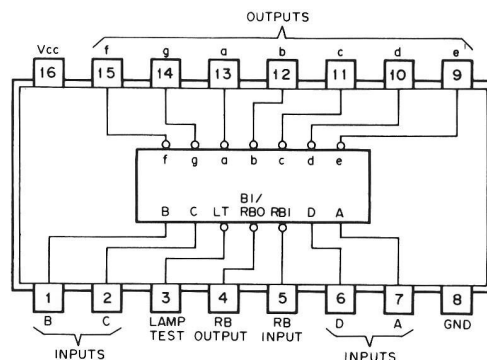 OUTPUTS
Vcc f g a b c d e
16 15 14 13 12 11 10 9
f g a b c d e
BI/
B C LT RBO RBI D A
1 2 3 4 5 6 7 8
B C LAMP RB RB D A GND
TEST OUTPUT INPUT
INPUTS INPUTS